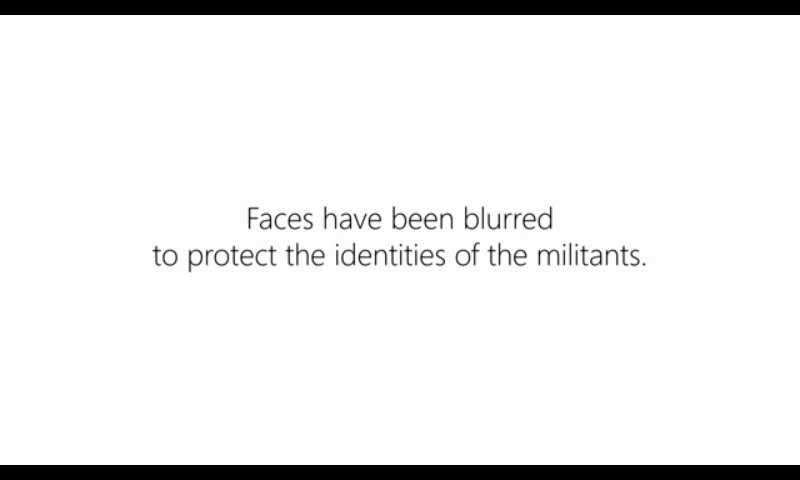 Faces have been blurred
to protect the identities of the militants.